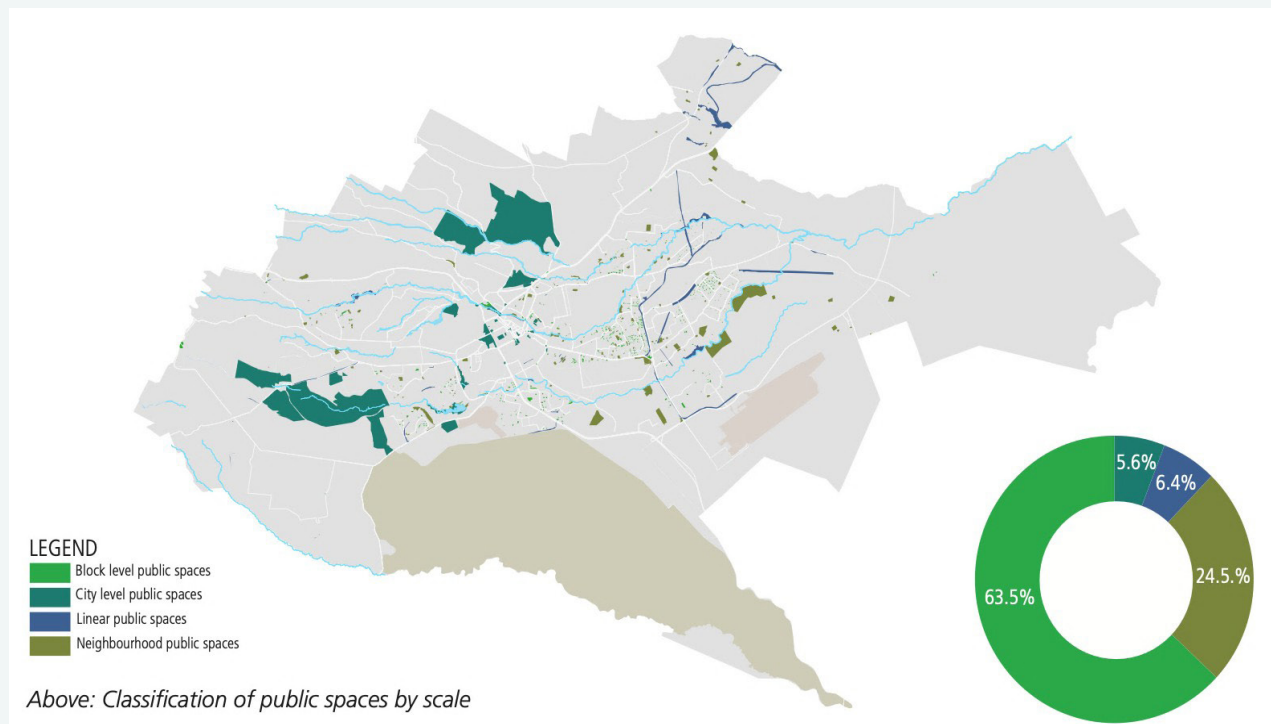 LEGEND
Block level public spaces
City level public spaces
Linear public spaces
Neighbourhood public spaces
Above: Classification of public spaces by scale
5.6%
6.4%
24.5.%
63.5%